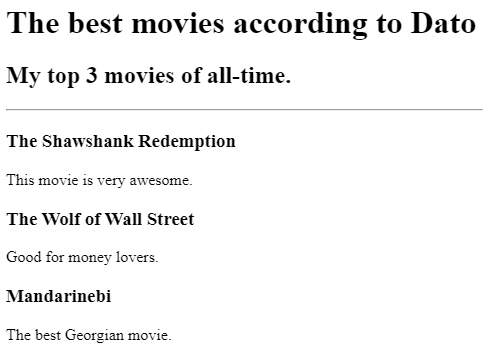 The best movies according to Dato
My top 3 movies of all-time.
The Shawshank Redemption
This movie is very awesome.
The Wolf of Wall Street
Good for money lovers.
Mandarinebi
The best Georgian movie.